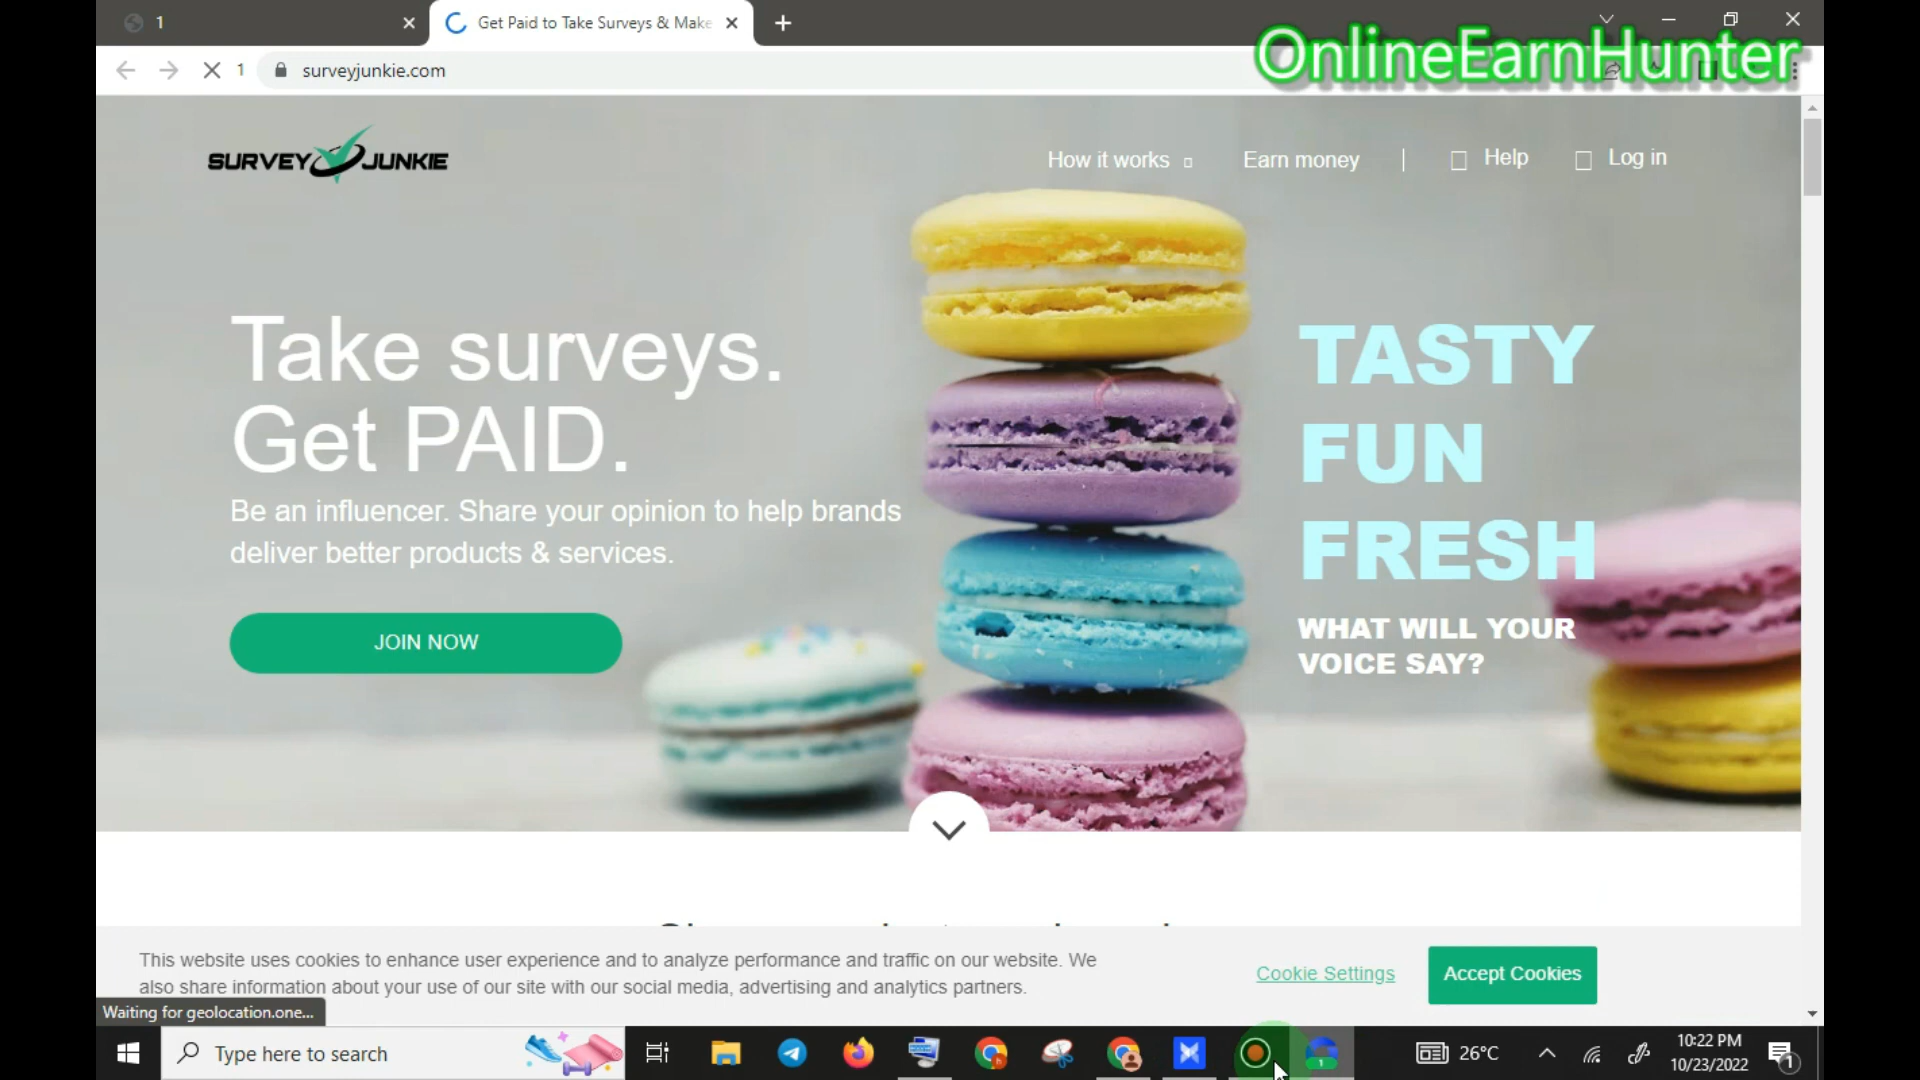 1
Get Paid to Take Surveys & Make
OnlineEarnHunter
1
surveyjunkie.com
SURVEY JUNKIE
How it works
Earn money
Help
Log in
Take surveys.
Get PAID.
Be an influencer. Share your opinion to help brands
deliver better products & services.
JOIN NOW
TASTY
FUN
FRESH
WHAT WILL YOUR
VOICE SAY?
This website uses cookies to enhance user experience and to analyze performance and traffic on our website. We
also share information about your use of our site with our social media, advertising and analytics partners.
Cookie Settings
Accept Cookies
Waiting for geolocation.one...
Type here to search
1
26°C
10:22 PM
10/23/2022
1